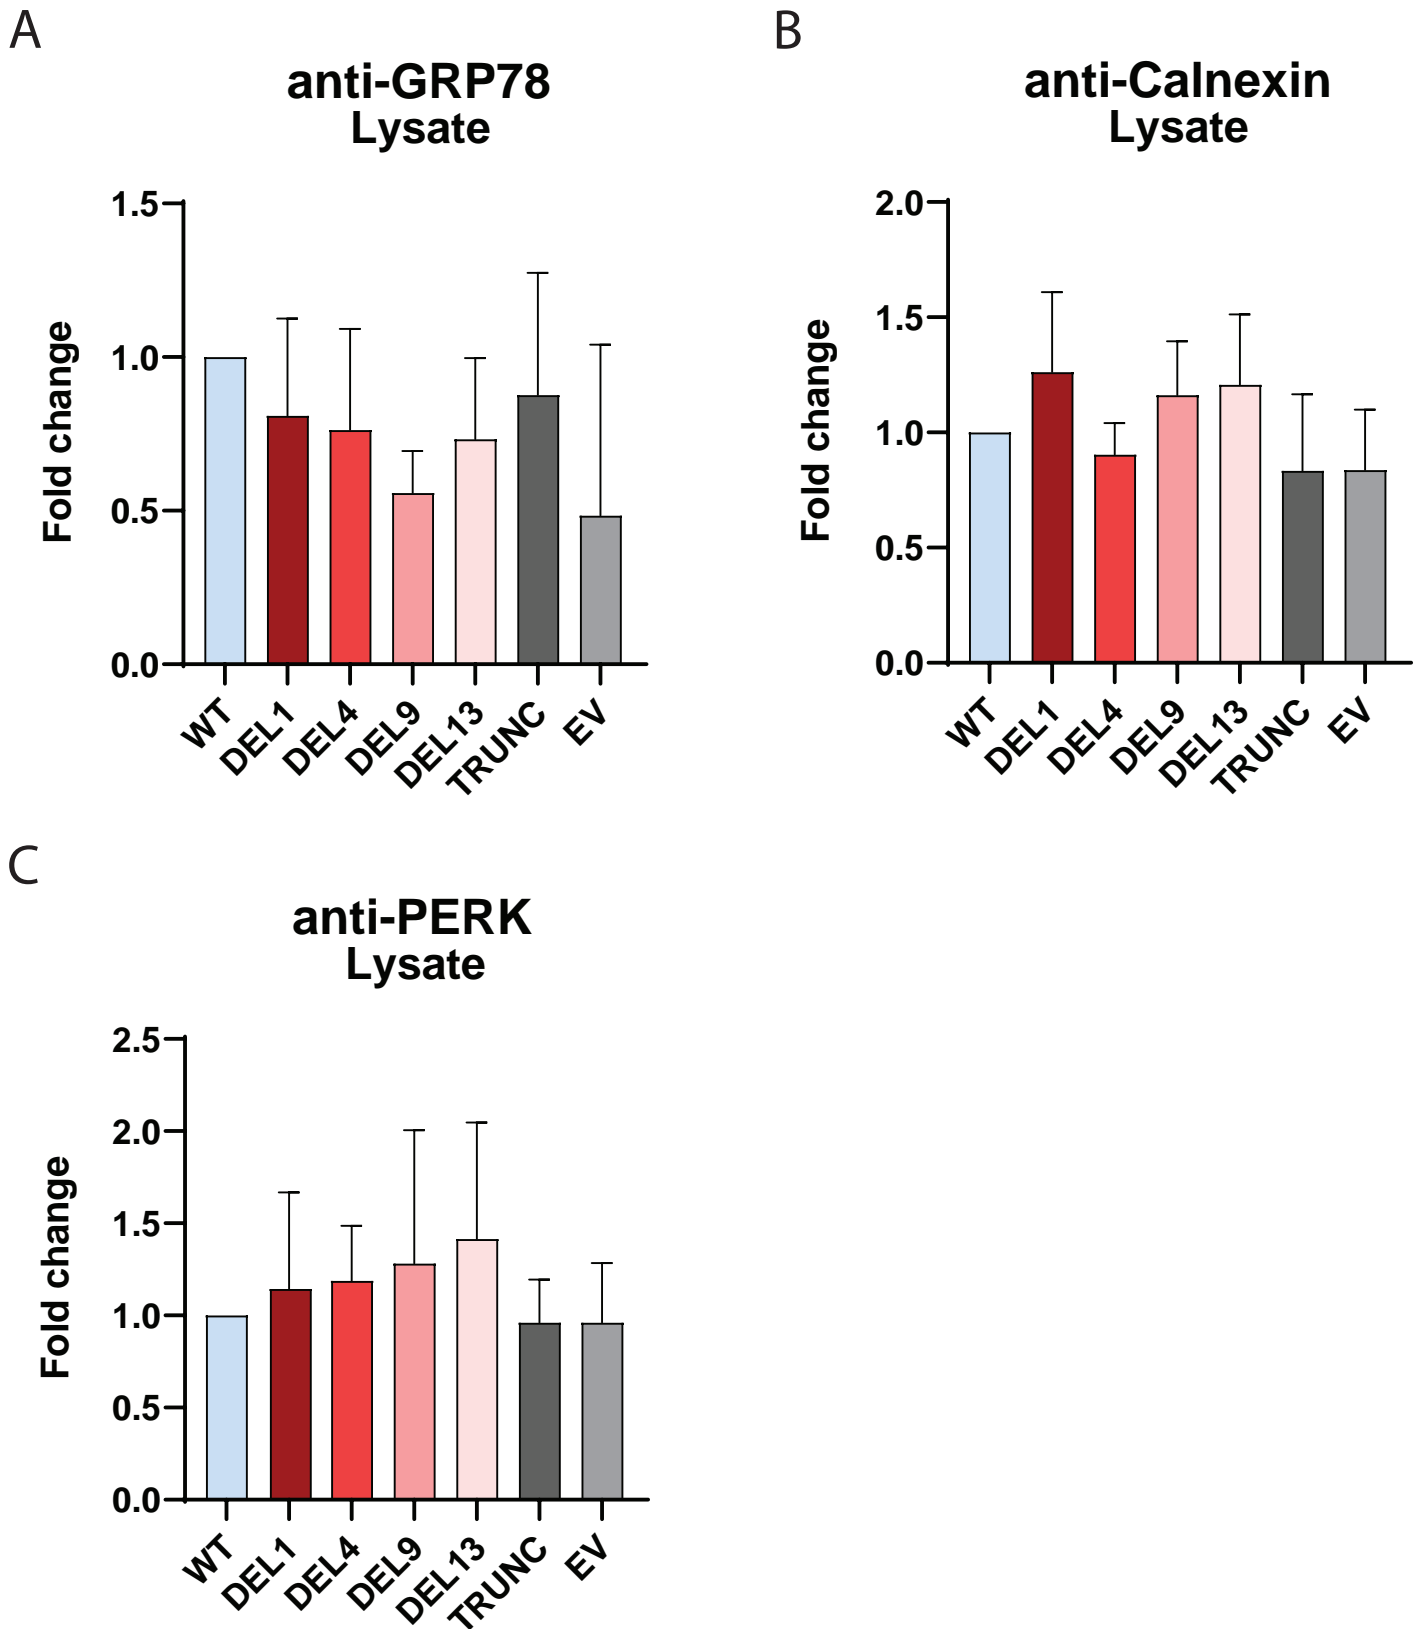 A
anti-GRP78
Lysate
Fold change
1.5
1.0
0.5
0.0
WT
DEL1
DEL4
DEL9
DEL13
TRUNC
EV
B
anti-Calnexin
Lysate
Fold change
2.0
1.5
1.0
0.5
0.0
WT
DEL1
DEL4
DEL9
DEL13
TRUNC
EV
C
anti-PERK
Lysate
Fold change
2.5
2.0
1.5
1.0
0.5
0.0
WT
DEL1
DEL4
DEL9
DEL13
TRUNC
EV